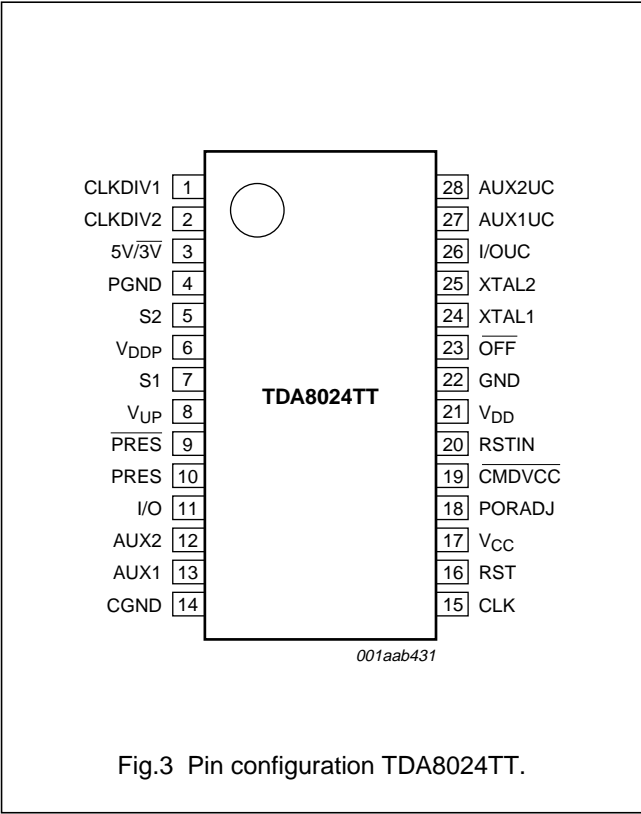 CLKDIV1 1 28 AUX2UC
CLKDIV2 2 27 AUX1UC
5V/3V̅ 3 26 I/OUC
PGND 4 25 XTAL2
S2 5 24 XTAL1
VDDP 6 23 O̅F̅F̅
S1 7 22 GND
TDA8024TT
VUP 8 21 VDD
P̅R̅E̅S̅ 9 20 RSTIN
PRES 10 19 C̅M̅D̅V̅C̅C̅
I/O 11 18 PORADJ
AUX2 12 17 VCC
AUX1 13 16 RST
CGND 14 15 CLK
001aab431
Fig.3 Pin configuration TDA8024TT.